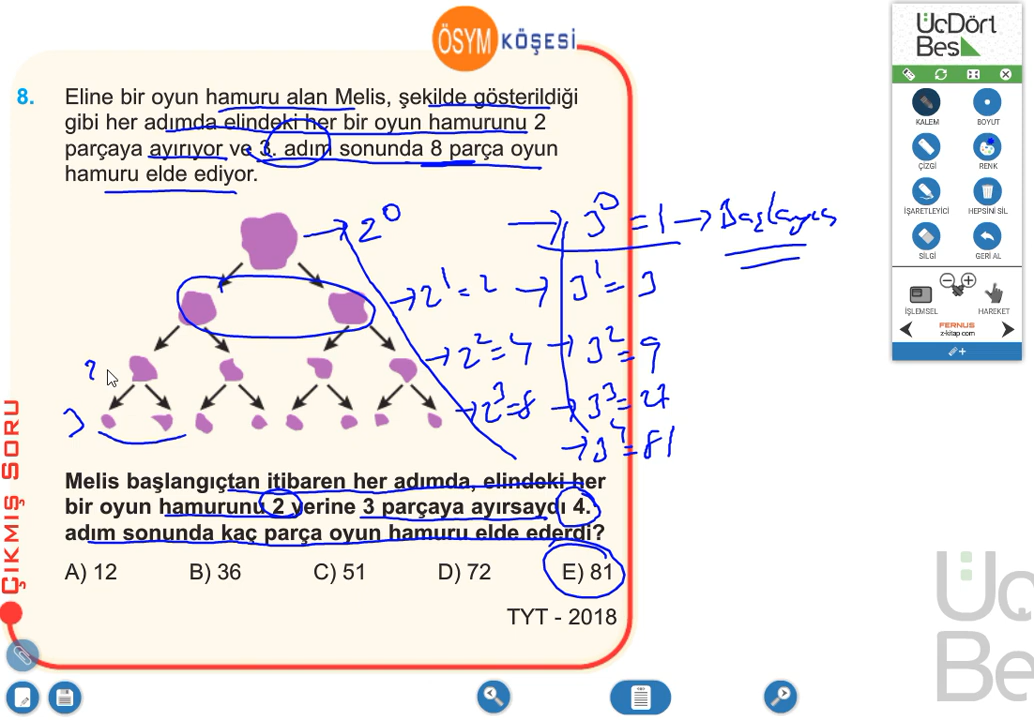 ÖSYM KÖŞESİ
8. Eline bir oyun hamuru alan Melis, şekilde gösterildiği
gibi her adımda elindeki her bir oyun hamurunu 2
parçaya ayırıyor ve 3. adım sonunda 8 parça oyun
hamuru elde ediyor.
→ 2⁰
→ 3⁰ = 1 → Başlangıç
→ 2¹ = 2 → 3¹ = 3
→ 2² = 4 → 3² = 9
2
3
→ 2³ = 8 → 3³ = 27
→ 3⁴ = 81
Melis başlangıçtan itibaren her adımda, elindeki her
bir oyun hamurunu 2 yerine 3 parçaya ayırsaydı 4.
adım sonunda kaç parça oyun hamuru elde ederdi?
A) 12 B) 36 C) 51 D) 72 E) 81
TYT - 2018
ÇIKMIŞ SORU
ÜçDört
Beş
KALEM BOYUT
ÇİZGİ RENK
İŞARETLEYİCİ HEPSİNİ SİL
SİLGİ GERİ AL
İŞLEMSEL HAREKET
FERNUS
z-kitap.com
Üç
Be